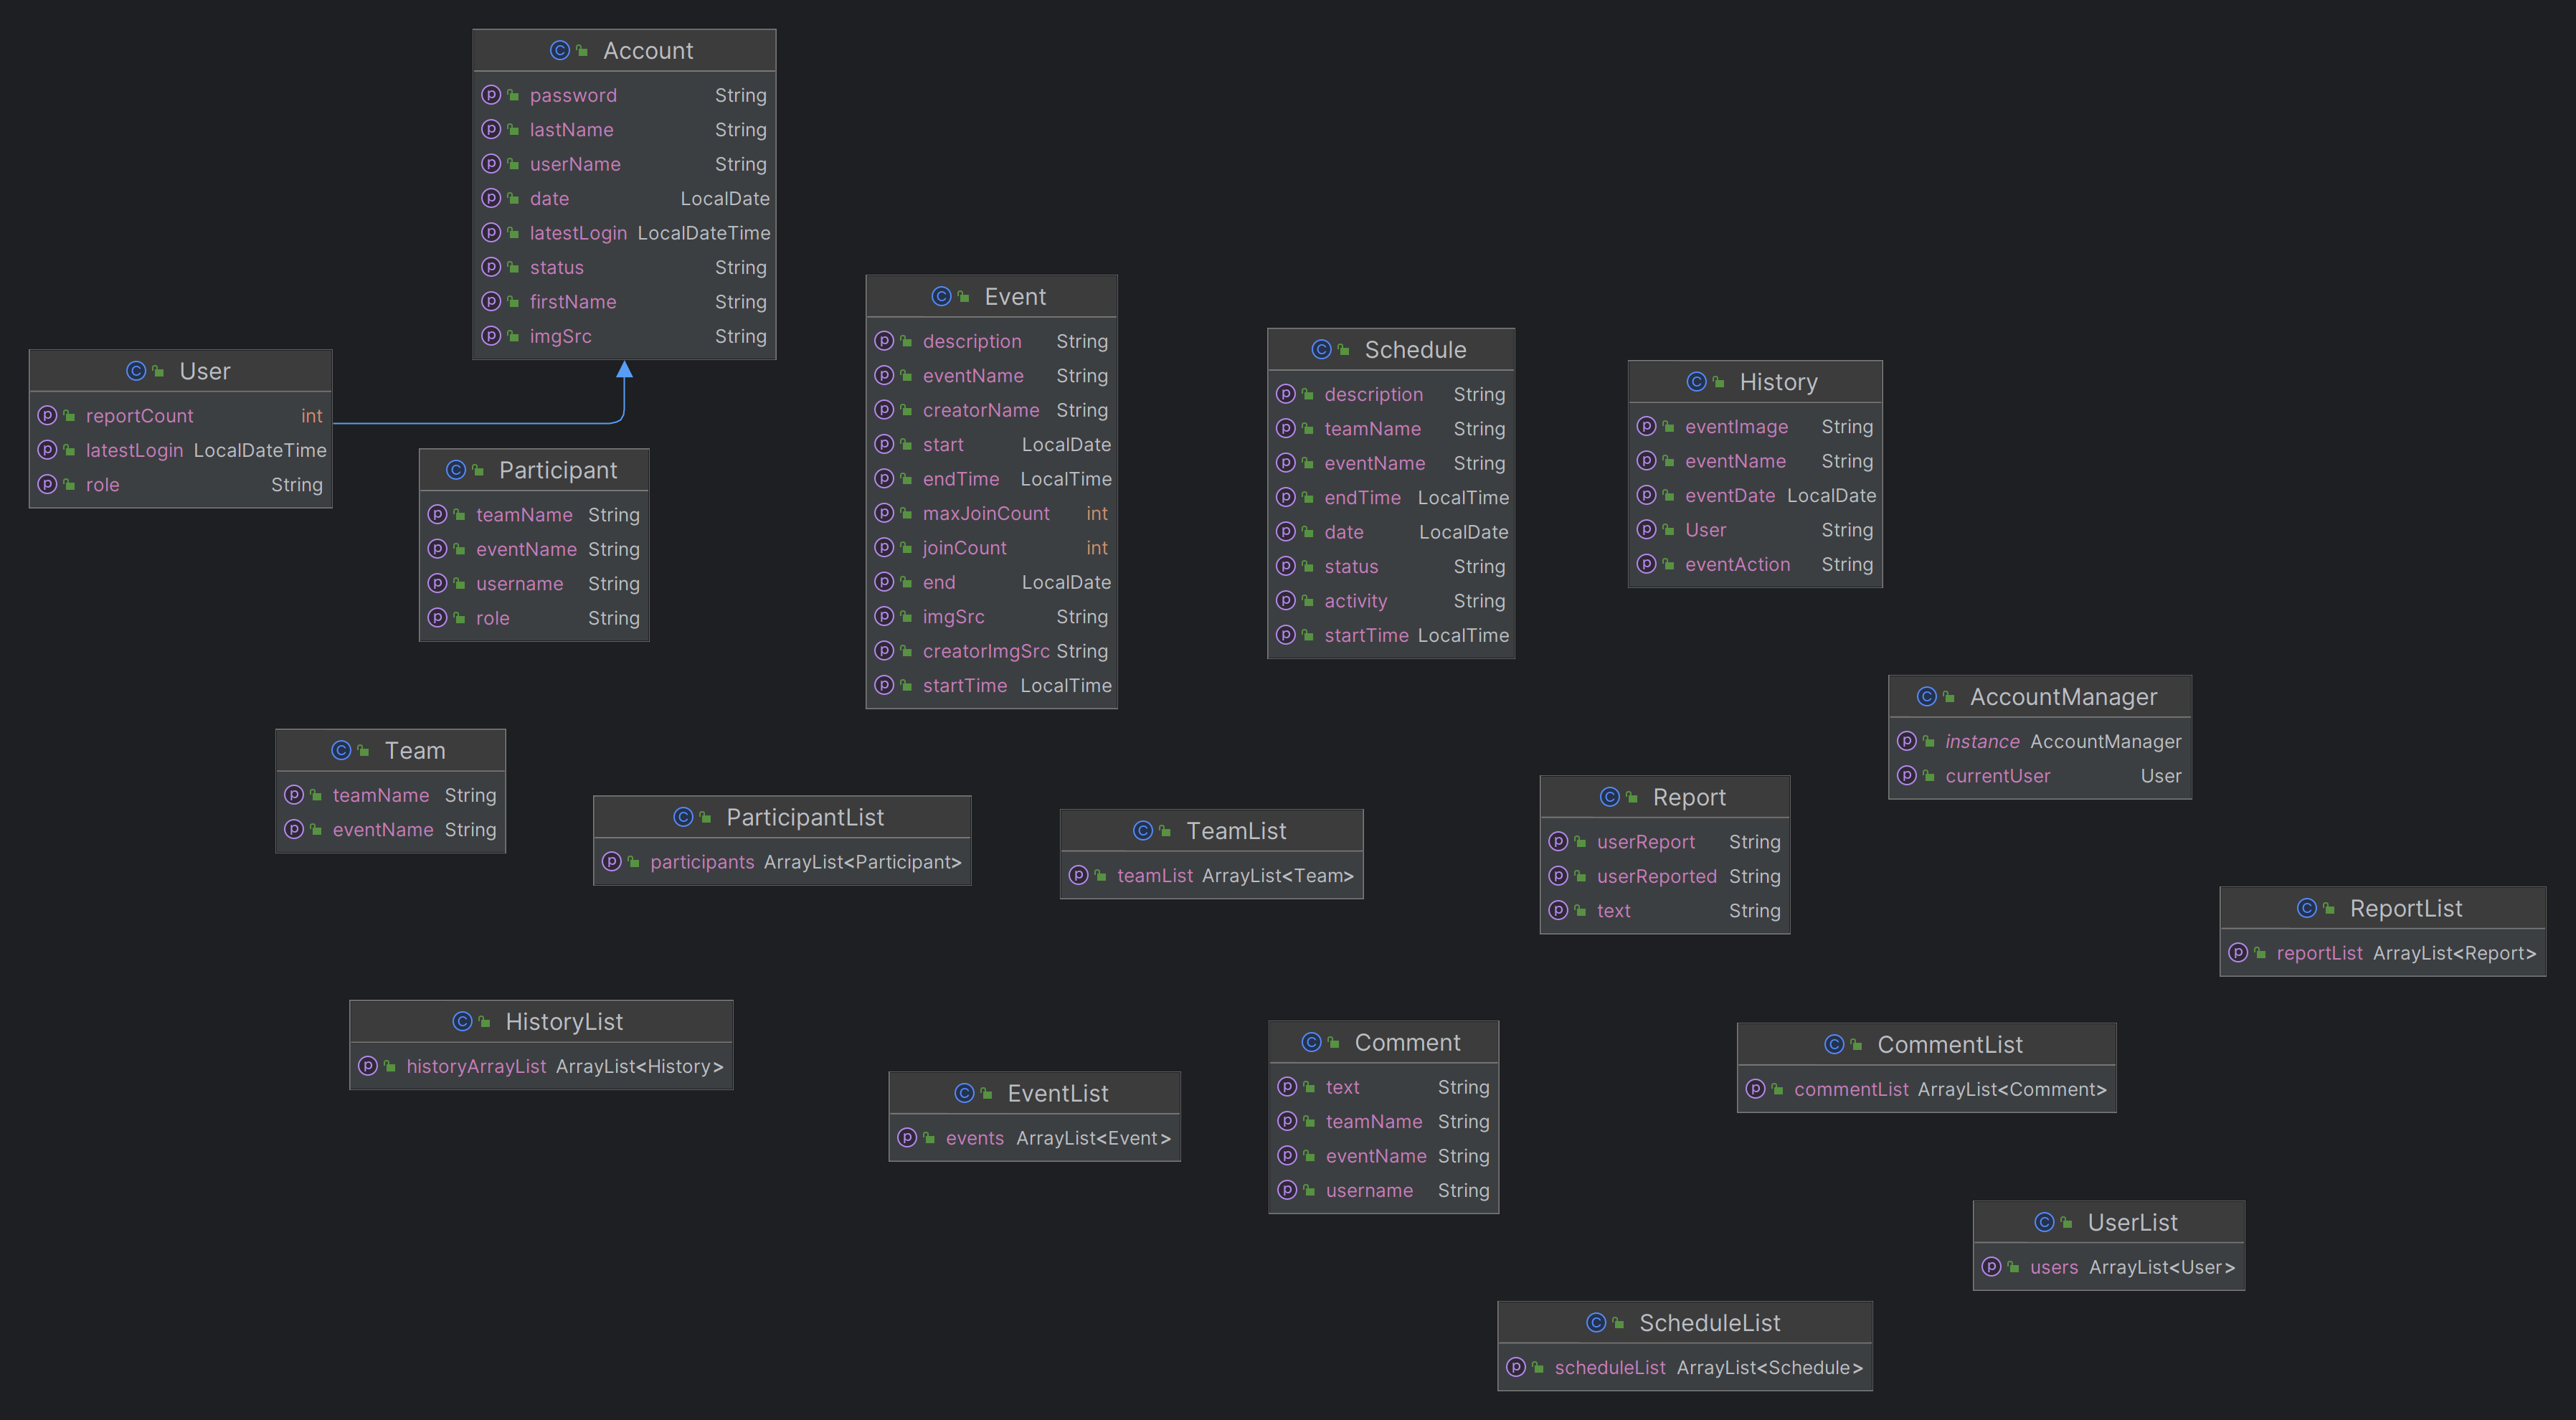 Account
password String
lastName String
userName String
date LocalDate
latestLogin LocalDateTime
status String
firstName String
imgSrc String
User
reportCount int
latestLogin LocalDateTime
role String
Participant
teamName String
eventName String
username String
role String
Event
description String
eventName String
creatorName String
start LocalDate
endTime LocalTime
maxJoinCount int
joinCount int
end LocalDate
imgSrc String
creatorImgSrc String
startTime LocalTime
Schedule
description String
teamName String
eventName String
endTime LocalTime
date LocalDate
status String
activity String
startTime LocalTime
History
eventImage String
eventName String
eventDate LocalDate
User String
eventAction String
AccountManager
instance AccountManager
currentUser User
Team
teamName String
eventName String
ParticipantList
participants ArrayList<Participant>
TeamList
teamList ArrayList<Team>
Report
userReport String
userReported String
text String
ReportList
reportList ArrayList<Report>
HistoryList
historyArrayList ArrayList<History>
EventList
events ArrayList<Event>
Comment
text String
teamName String
eventName String
username String
CommentList
commentList ArrayList<Comment>
UserList
users ArrayList<User>
ScheduleList
scheduleList ArrayList<Schedule>